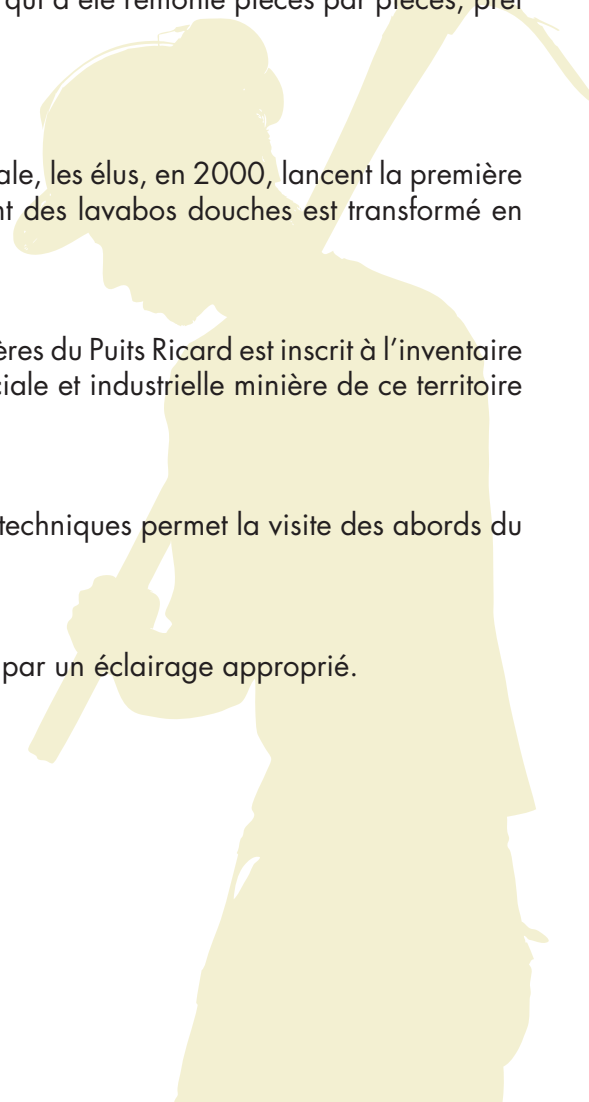 qui a été remonté pièces par pièces, prêt
ale, les élus, en 2000, lancent la première
nt des lavabos douches est transformé en
ères du Puits Ricard est inscrit à l'inventaire
ciale et industrielle minière de ce territoire
techniques permet la visite des abords du
par un éclairage approprié.